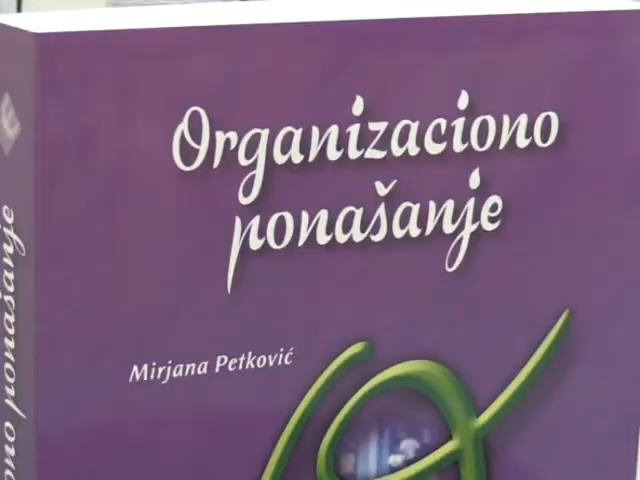 Organizaciono
ponašanje
Mirjana Petković
ono ponašanje